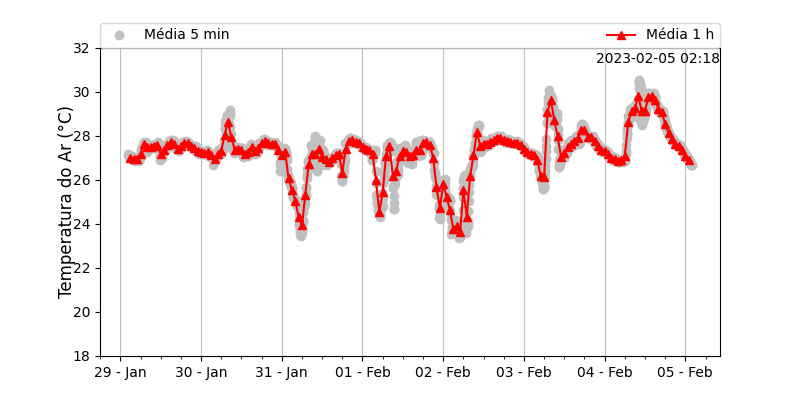 Média 5 min
Média 1 h
2023-02-05 02:18
Temperatura do Ar (°C)
32
30
28
26
24
22
20
18
29 - Jan
30 - Jan
31 - Jan
01 - Feb
02 - Feb
03 - Feb
04 - Feb
05 - Feb